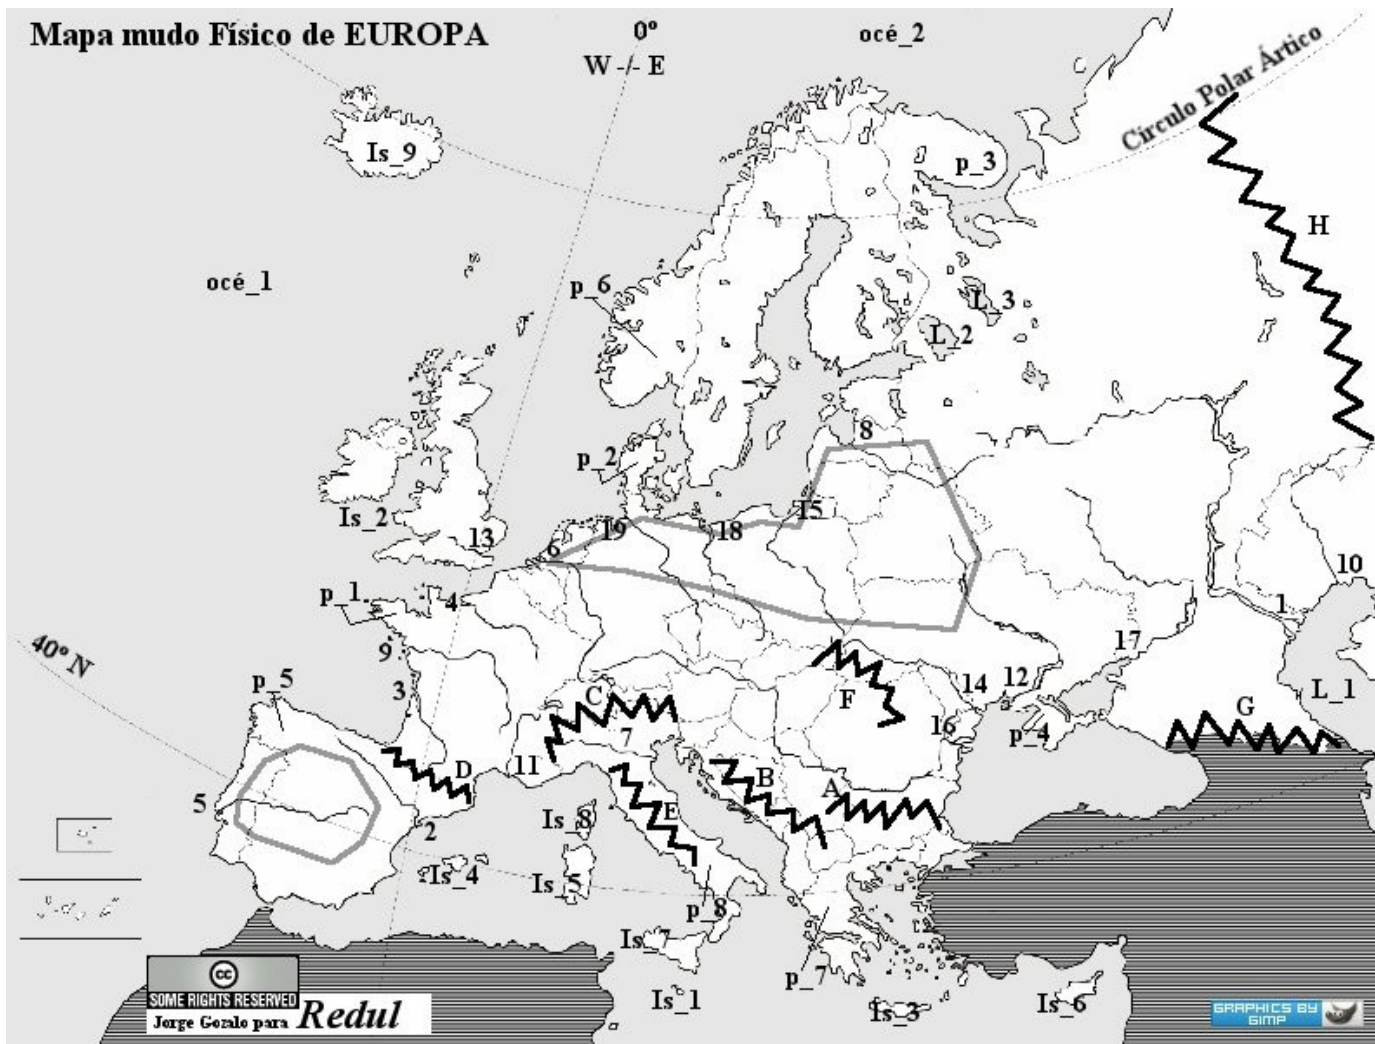 Mapa mudo Físico de EUROPA
0º
W -/- E
océ_2
Círculo Polar Ártico
Is_9
p_3
H
océ_1
p_6
L_3
L_2
8
p_2
Is_2
15
19
18
13
6
10
p_1
4
1
40º N
17
9
p_5
3
C
F
14
12
L_1
16
p_4
G
7
11
D
B
A
5
E
Is_8
2
Is_4
Is_5
p_8
Is_7
p_7
Is_1
Is_3
Is_6
cc
SOME RIGHTS RESERVED
Jorge Gozalo para Redul
GRAPHICS BY
GIMP